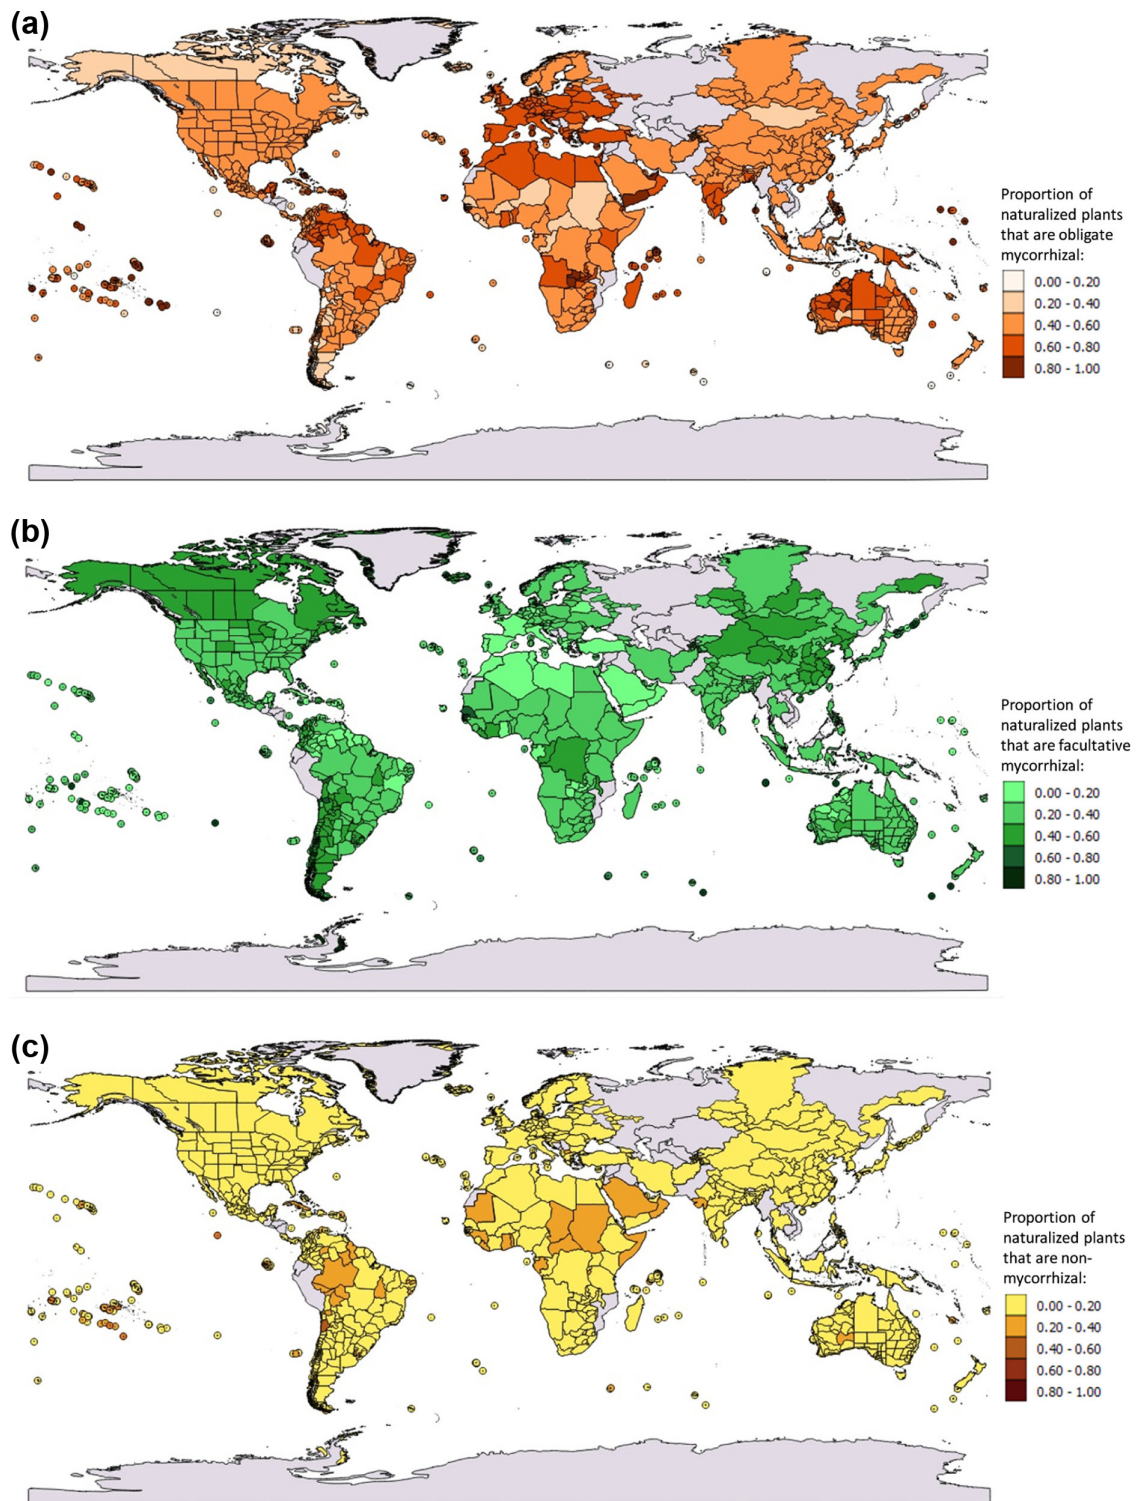 (a)
Proportion of
naturalized plants
that are obligate
mycorrhizal:
0.00 - 0.20
0.20 - 0.40
0.40 - 0.60
0.60 - 0.80
0.80 - 1.00
(b)
Proportion of
naturalized plants
that are facultative
mycorrhizal:
0.00 - 0.20
0.20 - 0.40
0.40 - 0.60
0.60 - 0.80
0.80 - 1.00
(c)
Proportion of
naturalized plants
that are non-
mycorrhizal:
0.00 - 0.20
0.20 - 0.40
0.40 - 0.60
0.60 - 0.80
0.80 - 1.00